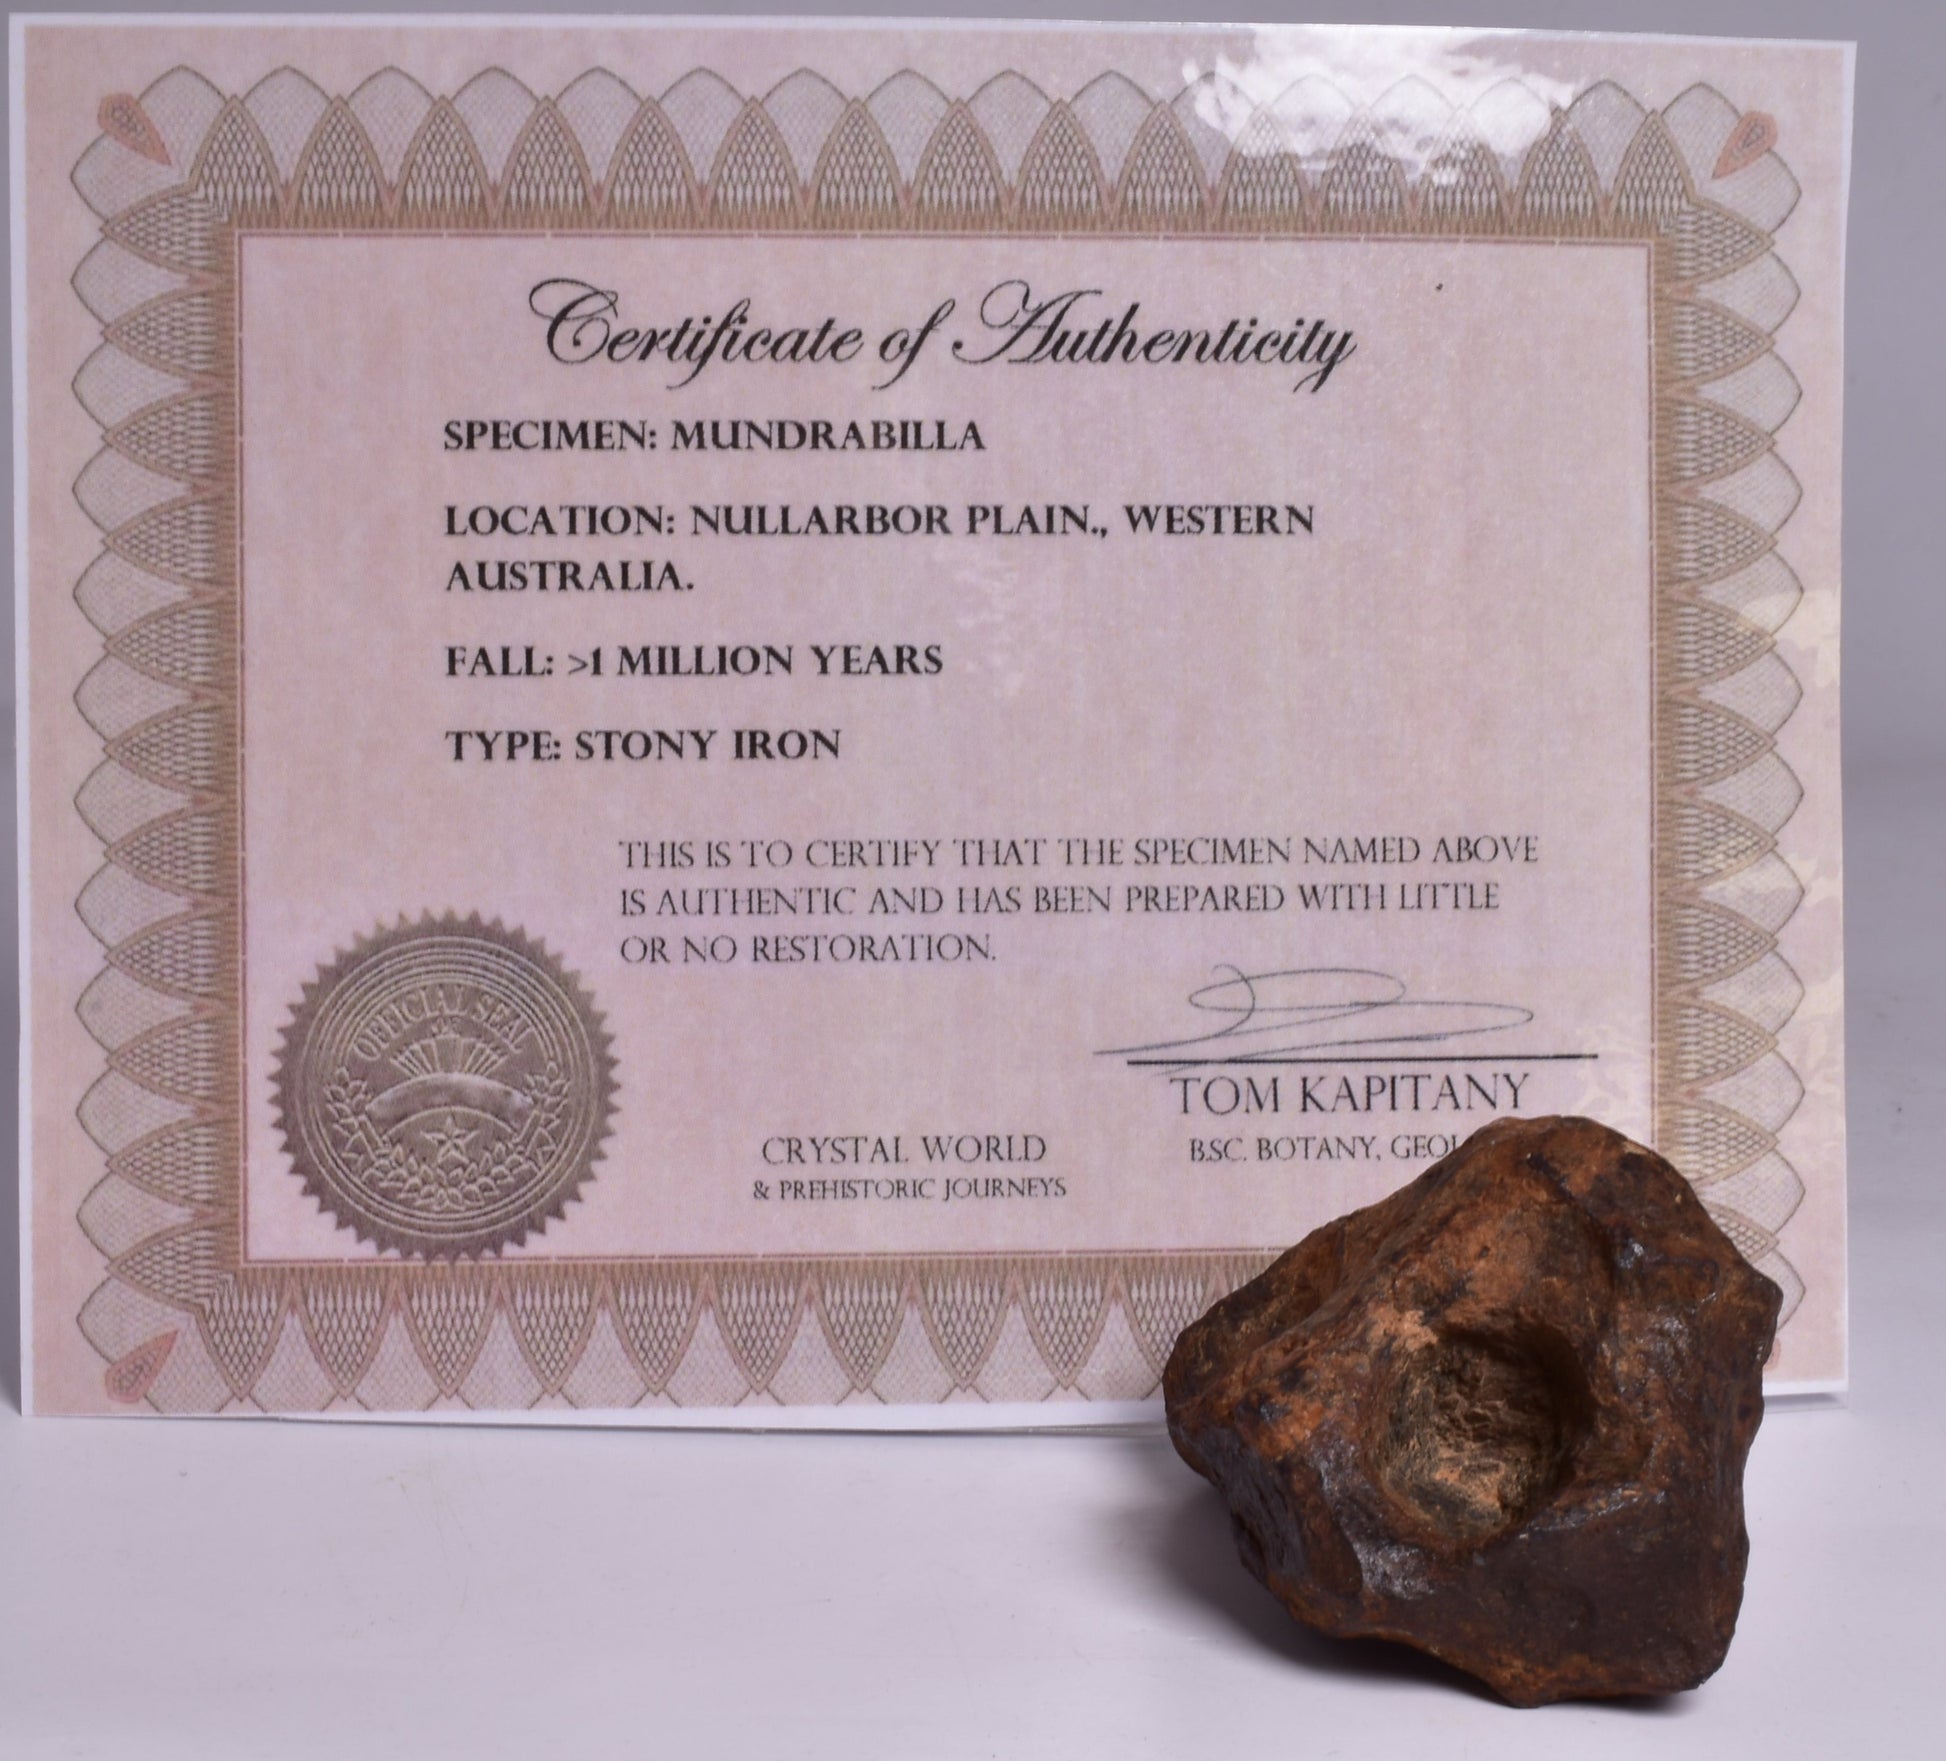 Certificate of Authenticity
SPECIMEN: MUNDRABILLA
LOCATION: NULLARBOR PLAIN., WESTERN
AUSTRALIA.
FALL: >1 MILLION YEARS
TYPE: STONY IRON
THIS IS TO CERTIFY THAT THE SPECIMEN NAMED ABOVE
IS AUTHENTIC AND HAS BEEN PREPARED WITH LITTLE
OR NO RESTORATION.
OFFICIAL SEAL
TOM KAPITANY
B.SC. BOTANY,
CRYSTAL WORLD
& PREHISTORIC JOURNEYS